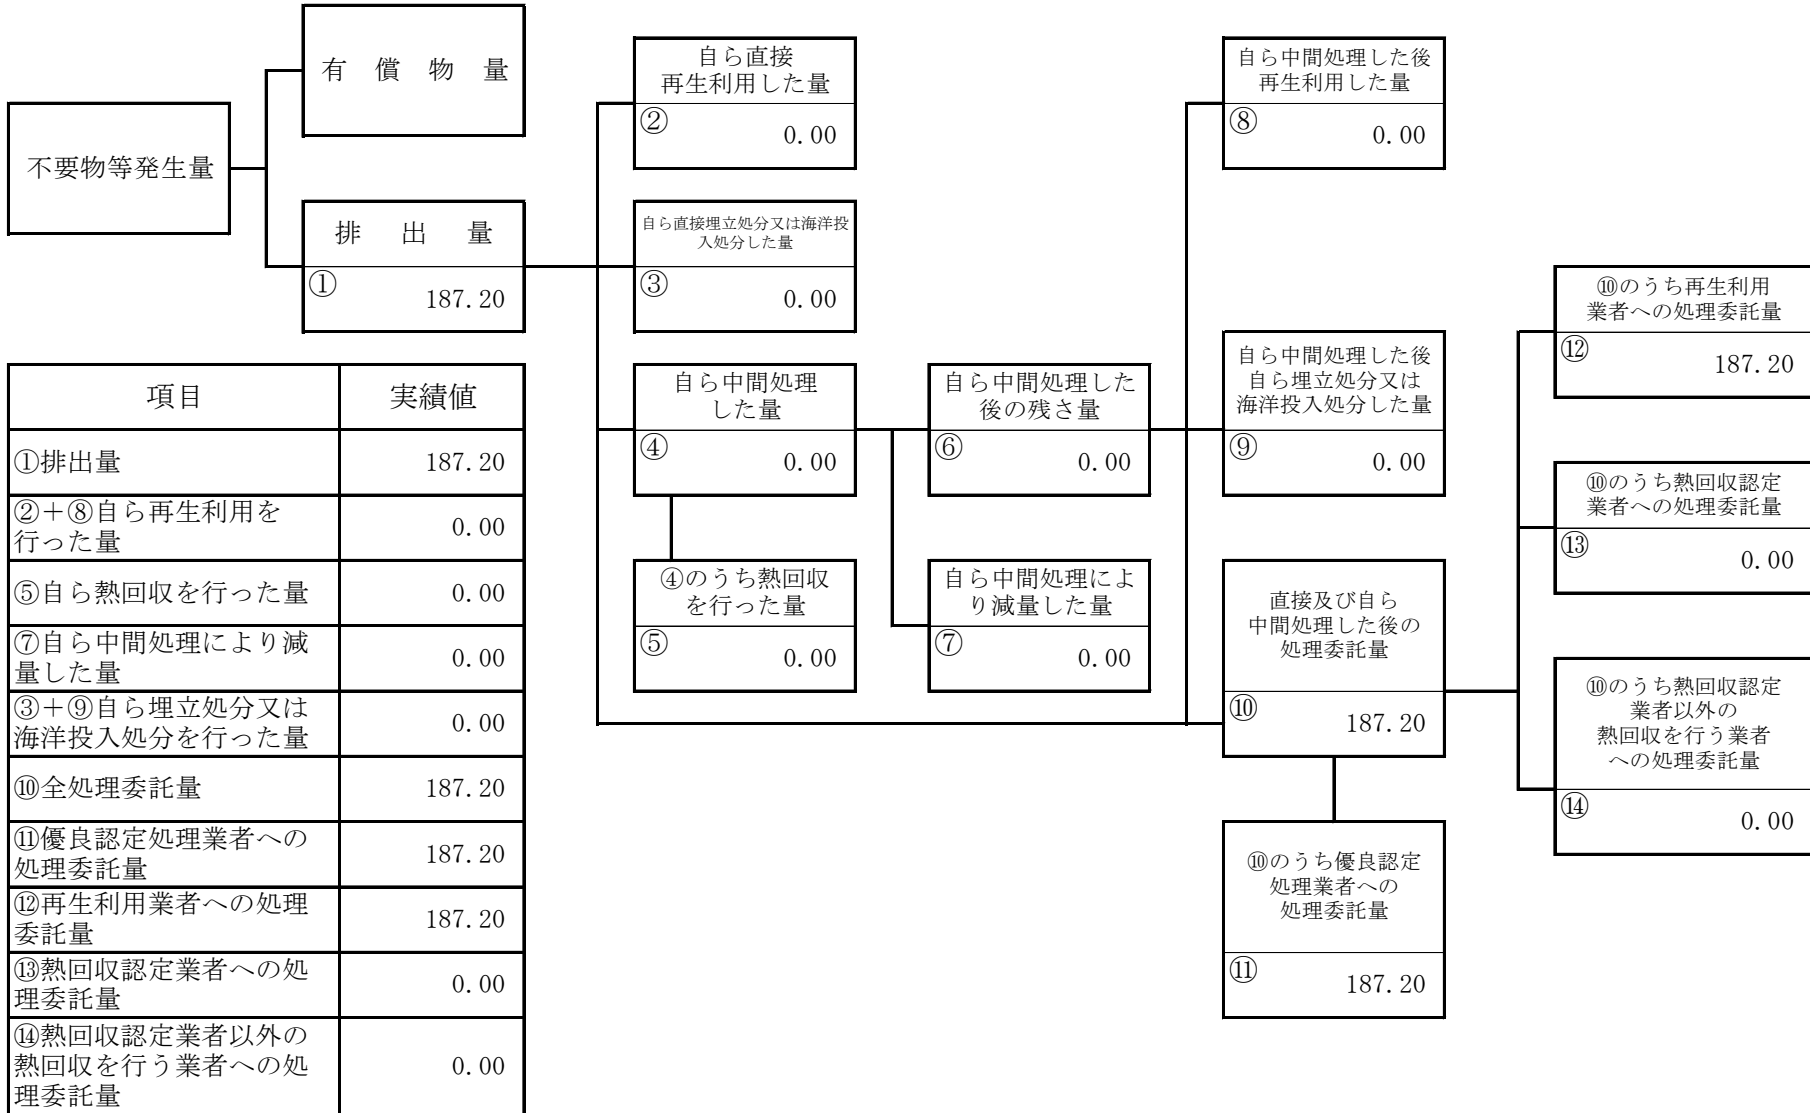 有償物量
不要物等発生量
排出量
①
187.20
自ら直接
再生利用した量
②
0.00
自ら直接埋立処分又は海洋投
入処分した量
③
0.00
自ら中間処理
した量
④
0.00
④のうち熱回収
を行った量
⑤
0.00
自ら中間処理した
後の残さ量
⑥
0.00
自ら中間処理によ
り減量した量
⑦
0.00
自ら中間処理した後
再生利用した量
⑧
0.00
自ら中間処理した後
自ら埋立処分又は
海洋投入処分した量
⑨
0.00
直接及び自ら
中間処理した後の
処理委託量
⑩
187.20
⑩のうち優良認定
処理業者への
処理委託量
⑪
187.20
⑩のうち再生利用
業者への処理委託量
⑫
187.20
⑩のうち熱回収認定
業者への処理委託量
⑬
0.00
⑩のうち熱回収認定
業者以外の
熱回収を行う業者
への処理委託量
⑭
0.00
項目 実績値
①排出量 187.20
②＋⑧自ら再生利用を
行った量 0.00
⑤自ら熱回収を行った量 0.00
⑦自ら中間処理により減
量した量 0.00
③＋⑨自ら埋立処分又は
海洋投入処分を行った量 0.00
⑩全処理委託量 187.20
⑪優良認定処理業者への
処理委託量 187.20
⑫再生利用業者への処理
委託量 187.20
⑬熱回収認定業者への処
理委託量 0.00
⑭熱回収認定業者以外の
熱回収を行う業者への処
理委託量 0.00